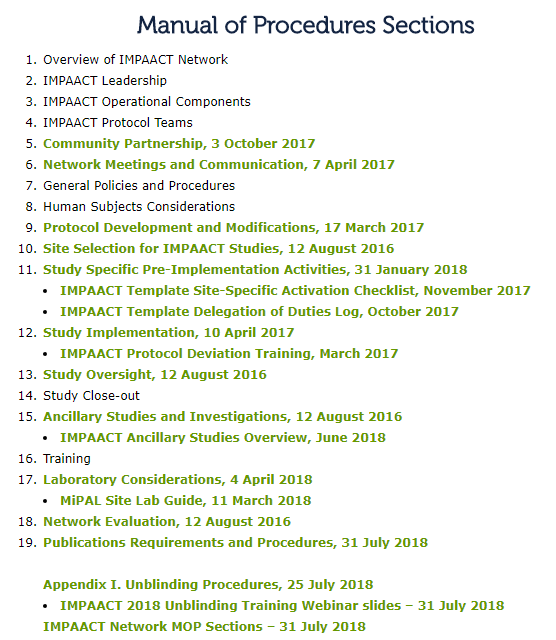 Manual of Procedures Sections
1. Overview of IMPAACT Network
2. IMPAACT Leadership
3. IMPAACT Operational Components
4. IMPAACT Protocol Teams
5. Community Partnership, 3 October 2017
6. Network Meetings and Communication, 7 April 2017
7. General Policies and Procedures
8. Human Subjects Considerations
9. Protocol Development and Modifications, 17 March 2017
10. Site Selection for IMPAACT Studies, 12 August 2016
11. Study Specific Pre-Implementation Activities, 31 January 2018
• IMPAACT Template Site-Specific Activation Checklist, November 2017
• IMPAACT Template Delegation of Duties Log, October 2017
12. Study Implementation, 10 April 2017
• IMPAACT Protocol Deviation Training, March 2017
13. Study Oversight, 12 August 2016
14. Study Close-out
15. Ancillary Studies and Investigations, 12 August 2016
• IMPAACT Ancillary Studies Overview, June 2018
16. Training
17. Laboratory Considerations, 4 April 2018
• MiPAL Site Lab Guide, 11 March 2018
18. Network Evaluation, 12 August 2016
19. Publications Requirements and Procedures, 31 July 2018
Appendix I. Unblinding Procedures, 25 July 2018
• IMPAACT 2018 Unblinding Training Webinar slides – 31 July 2018
IMPAACT Network MOP Sections – 31 July 2018